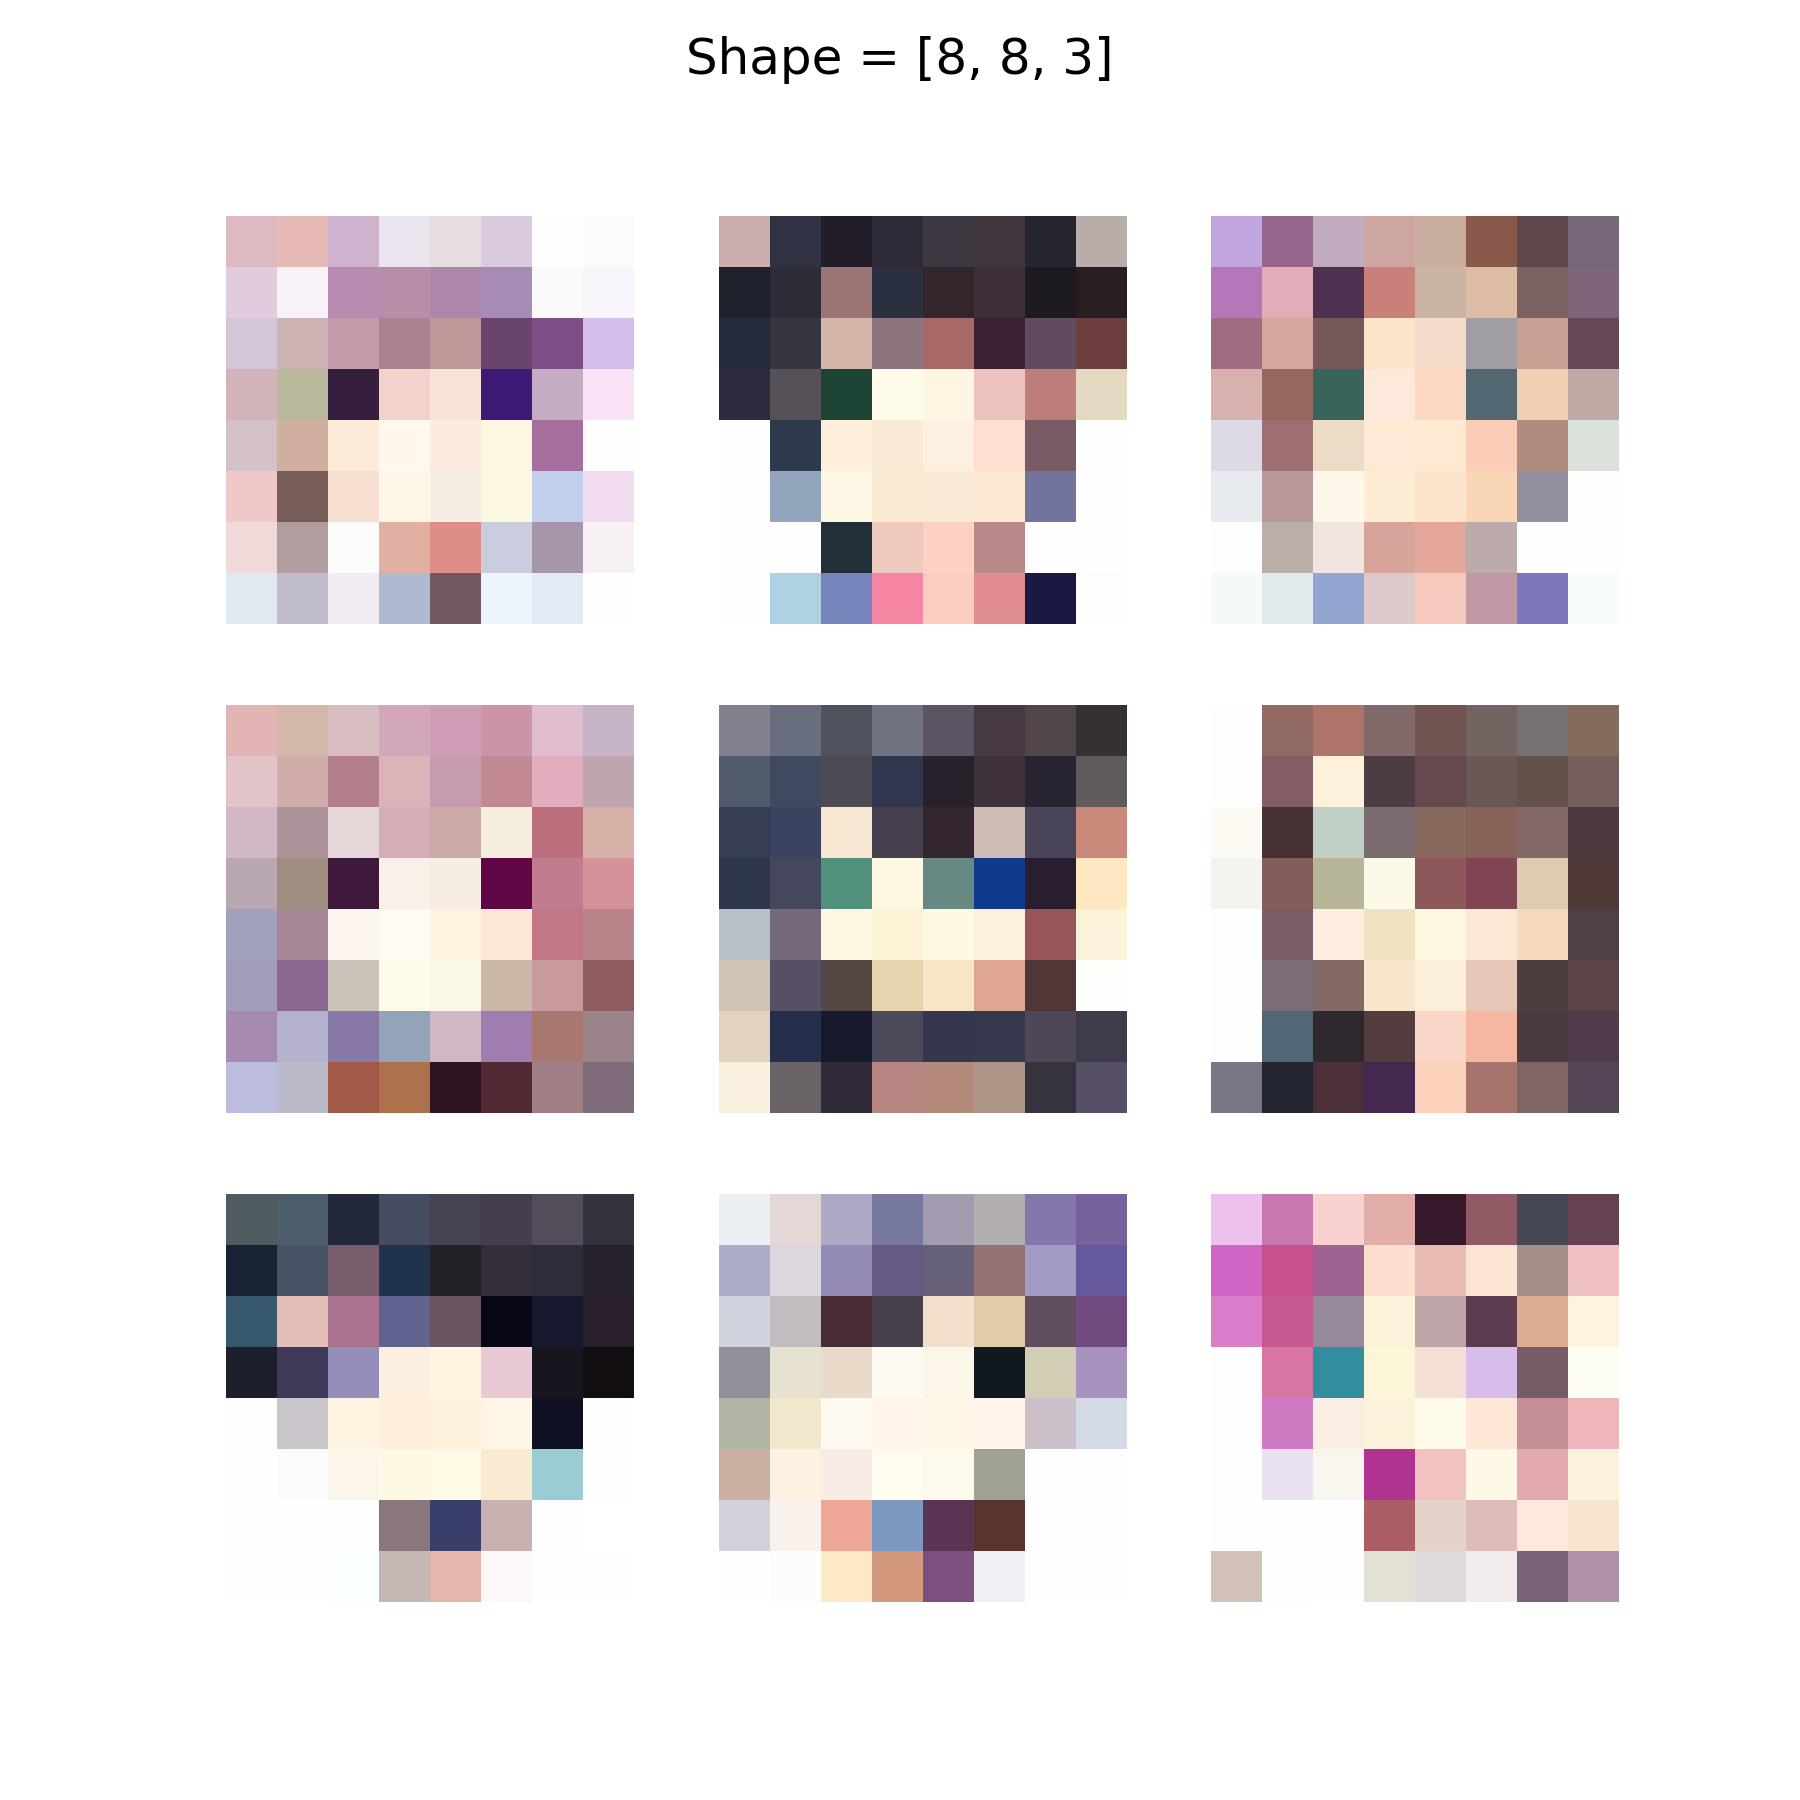 Shape = [8, 8, 3]